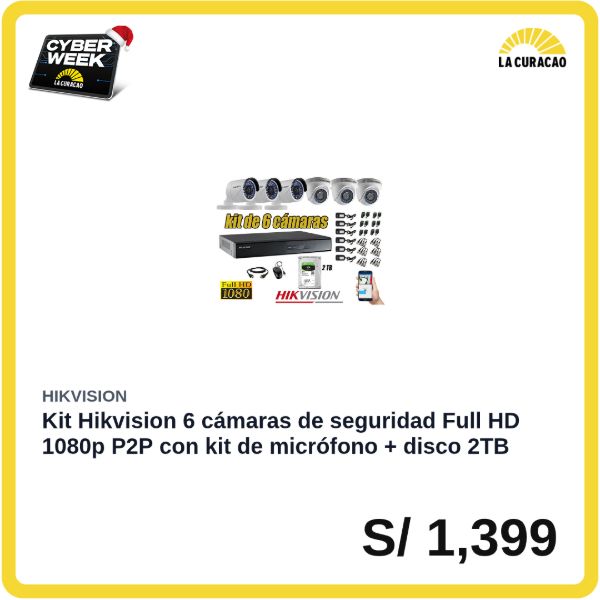 CYBER
WEEK
LA CURACAO
LA CURACAO
kit de 6 cámaras
2 TB
Full HD
1080
HIKVISION
HIKVISION
Kit Hikvision 6 cámaras de seguridad Full HD
1080p P2P con kit de micrófono + disco 2TB
S/ 1,399